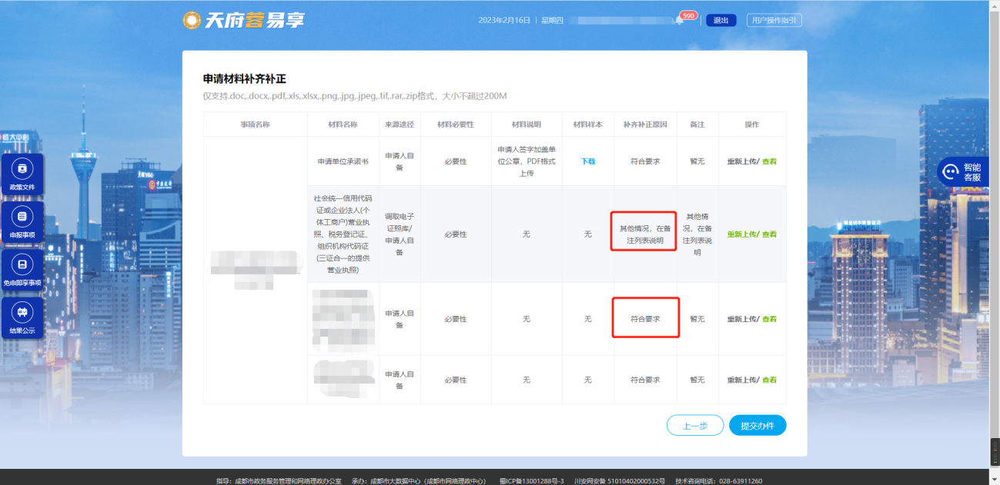 天府蓉易享
2023年2月16日 | 星期四
590
退出
用户操作指引
申请材料补齐补正
仅支持.doc,.docx,.pdf,.xls,.xlsx,.png,.jpg,.jpeg,.tif,.rar,.zip格式，大小不超过200M
事项名称 材料名称 来源途径 材料必要性 材料说明 材料样本 补齐补正原因 备注 操作
申请单位承诺书
申请人自
备
必要性
申请人签字加盖单
位公章，PDF格式
上传
下载
符合要求
暂无
重新上传/ 查看
社会统一信用代码
证或企业法人(个
体工商户)营业执
照、税务登记证、
组织机构代码证
(三证合一的提供
营业执照)
调取电子
证照库/
申请人自
备
必要性
无
无
其他情况，在备
注列表说明
其他情
况，在备
注列表说
明
重新上传/ 查看
申请人自
备
必要性
无
无
符合要求
暂无
重新上传/ 查看
申请人自
备
必要性
无
无
符合要求
暂无
重新上传/ 查看
上一步
提交办件
政策文件
申报事项
免申即享事项
结果公示
智能
客服
指导：成都市政务服务管理和网络理政办公室 承办：成都市大数据中心（成都市网络理政中心） 蜀ICP备13001288号-3 川安网安备 51010402000532号 技术咨询电话：028-63911260